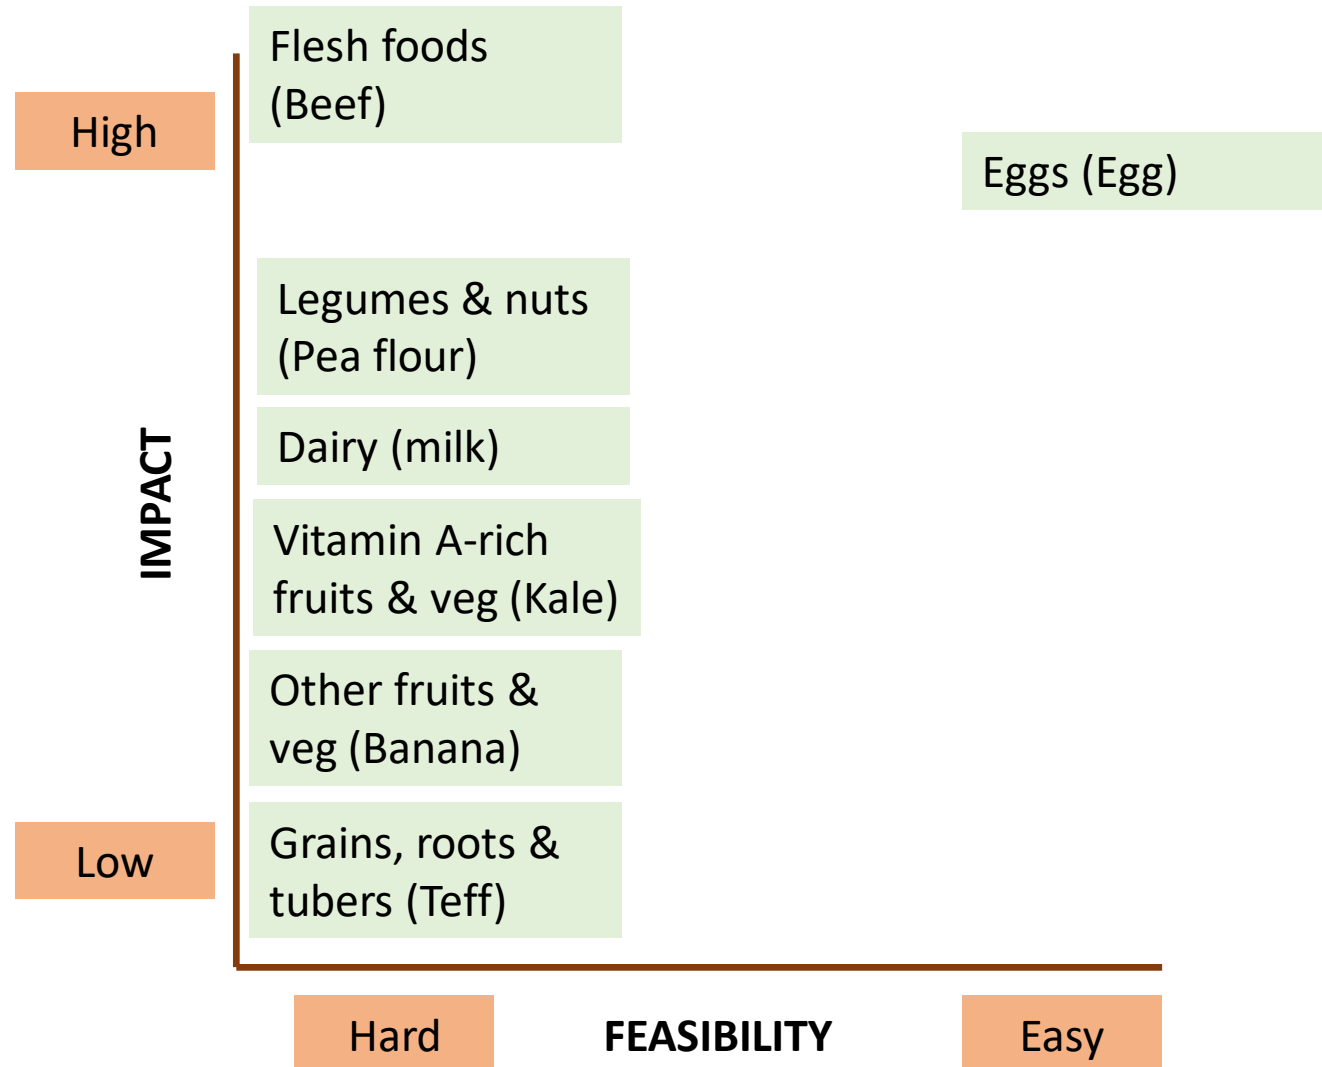 Flesh foods
(Beef)
High
Eggs (Egg)
Legumes & nuts
(Pea flour)
Dairy (milk)
IMPACT
Vitamin A-rich
fruits & veg (Kale)
Other fruits &
veg (Banana)
Low
Grains, roots &
tubers (Teff)
Hard
FEASIBILITY
Easy